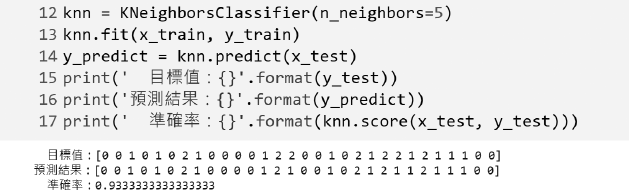 12 knn = KNeighborsClassifier(n_neighbors=5)
13 knn.fit(x_train, y_train)
14 y_predict = knn.predict(x_test)
15 print('　目標值：{}'.format(y_test))
16 print('預測結果：{}'.format(y_predict))
17 print('　準確率：{}'.format(knn.score(x_test, y_test)))
目標值：[0 0 1 0 1 0 2 1 0 0 0 0 1 2 2 0 0 1 0 2 1 2 2 1 2 1 1 1 0 0]
預測結果：[0 0 1 0 1 0 2 1 0 0 0 0 1 2 1 0 0 1 0 2 1 2 1 1 2 1 1 1 0 0]
準確率：0.9333333333333333